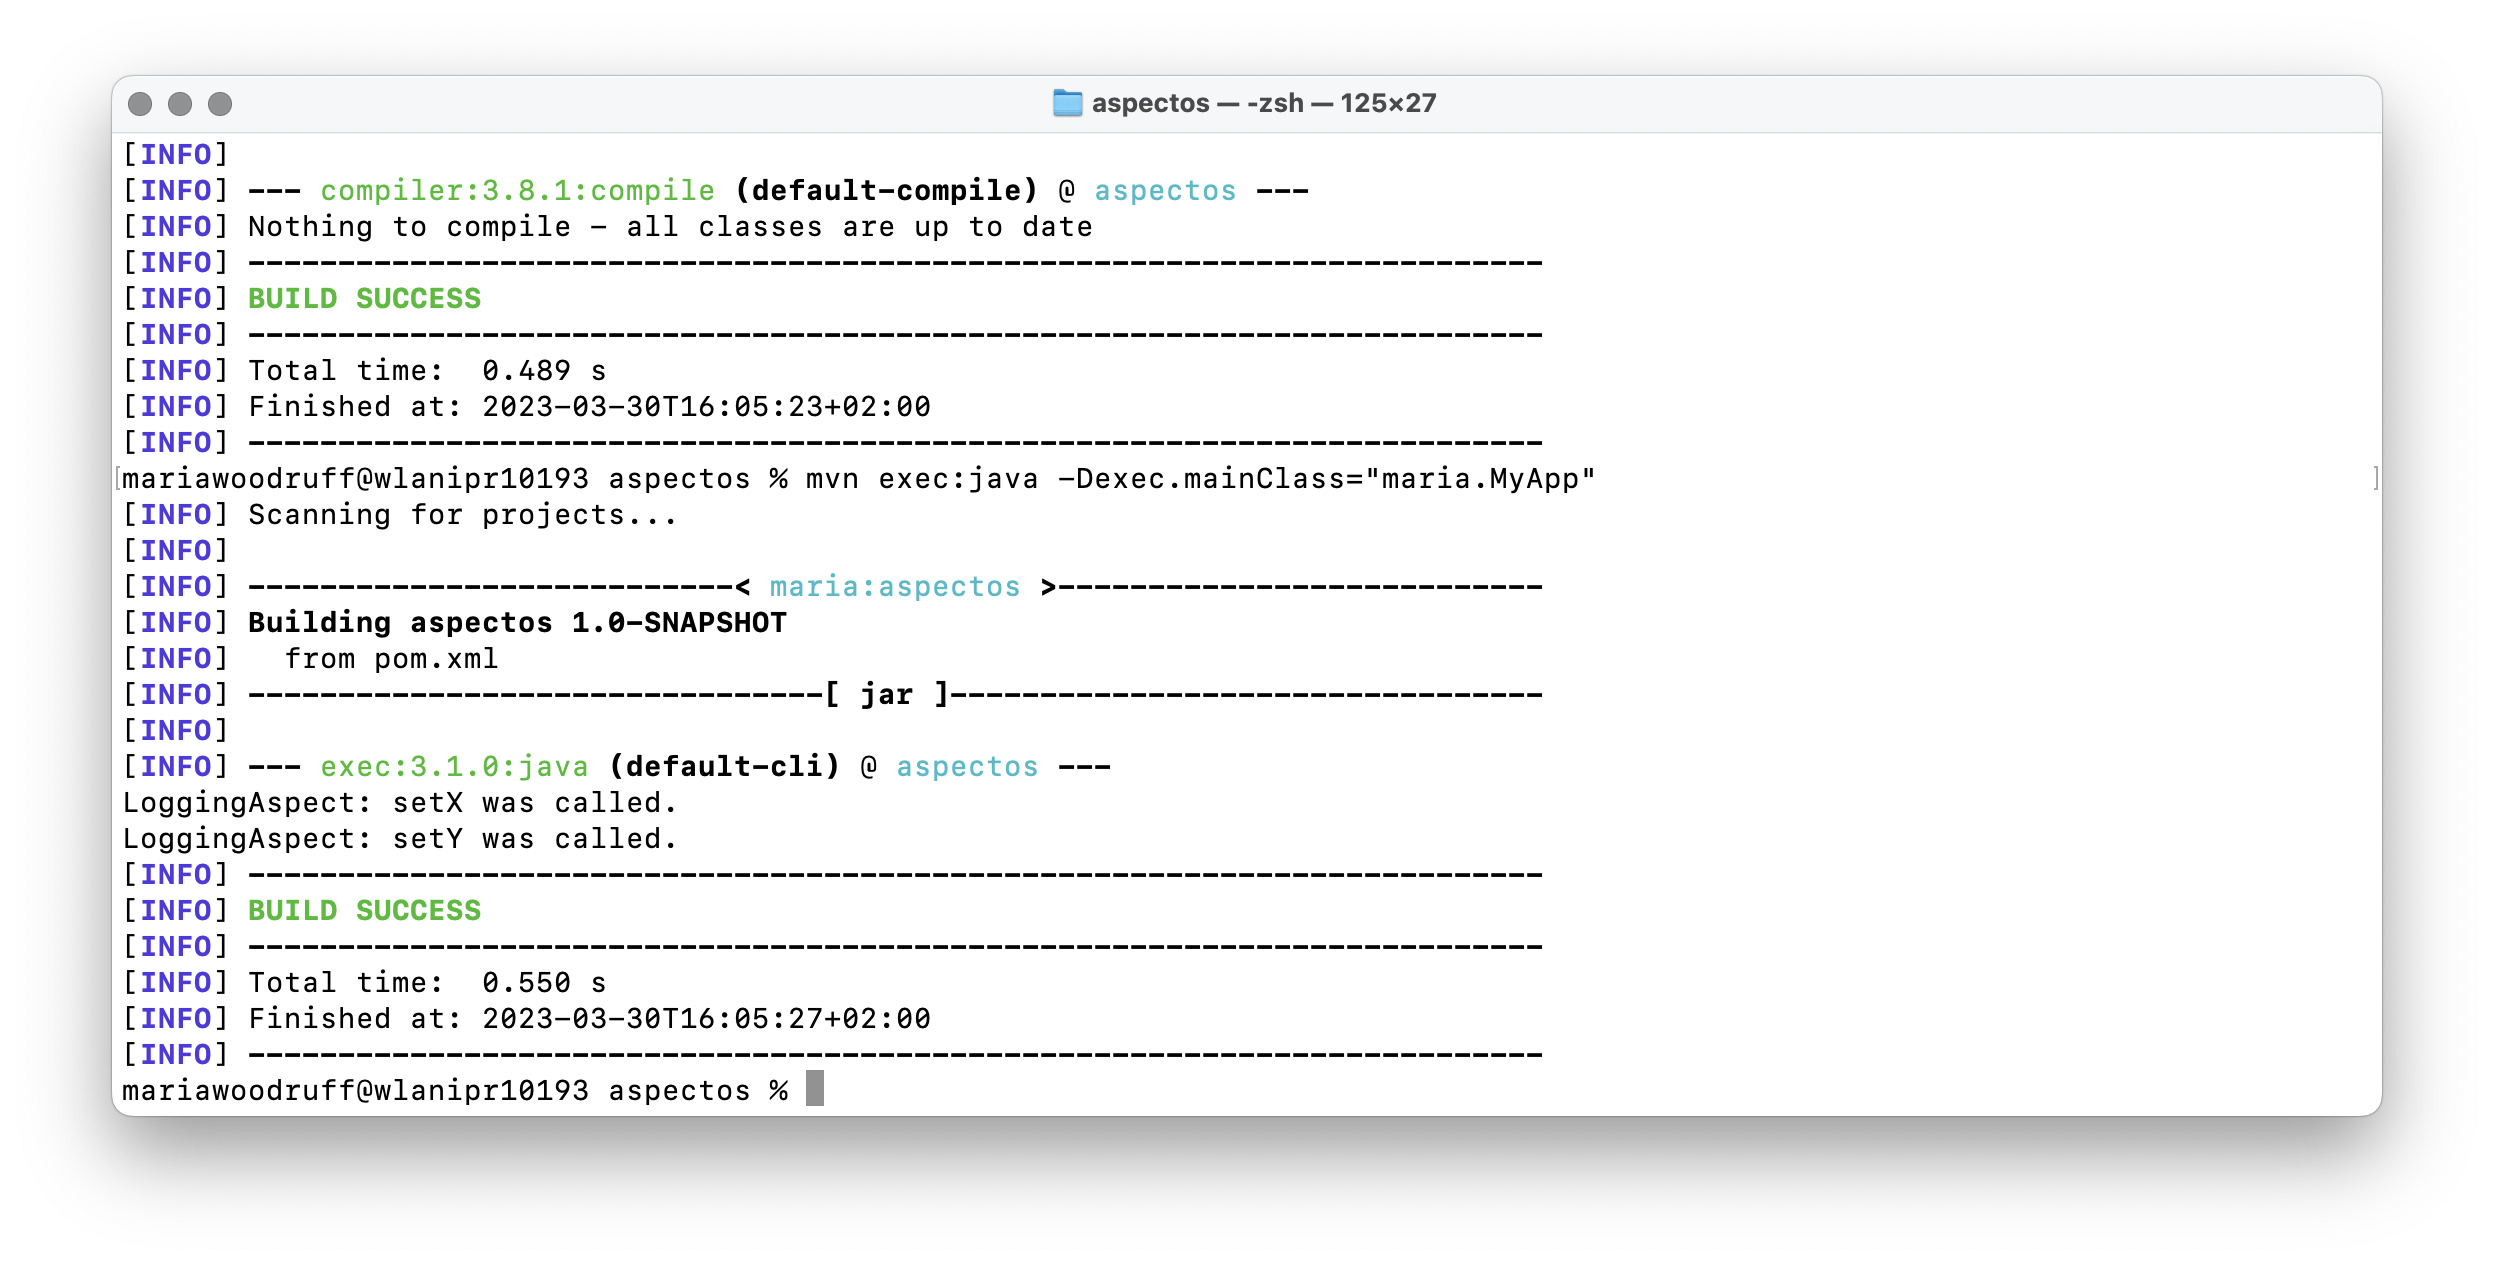 aspectos — -zsh — 125×27
[INFO]
[INFO] --- compiler:3.8.1:compile (default-compile) @ aspectos ---
[INFO] Nothing to compile - all classes are up to date
[INFO] ------------------------------------------------------------------------
[INFO] BUILD SUCCESS
[INFO] ------------------------------------------------------------------------
[INFO] Total time:  0.489 s
[INFO] Finished at: 2023-03-30T16:05:23+02:00
[INFO] ------------------------------------------------------------------------
[mariawoodruff@wlanipr10193 aspectos % mvn exec:java -Dexec.mainClass="maria.MyApp" ]
[INFO] Scanning for projects...
[INFO]
[INFO] ---------------------------< maria:aspectos >---------------------------
[INFO] Building aspectos 1.0-SNAPSHOT
[INFO]   from pom.xml
[INFO] --------------------------------[ jar ]---------------------------------
[INFO]
[INFO] --- exec:3.1.0:java (default-cli) @ aspectos ---
LoggingAspect: setX was called.
LoggingAspect: setY was called.
[INFO] ------------------------------------------------------------------------
[INFO] BUILD SUCCESS
[INFO] ------------------------------------------------------------------------
[INFO] Total time:  0.550 s
[INFO] Finished at: 2023-03-30T16:05:27+02:00
[INFO] ------------------------------------------------------------------------
mariawoodruff@wlanipr10193 aspectos %